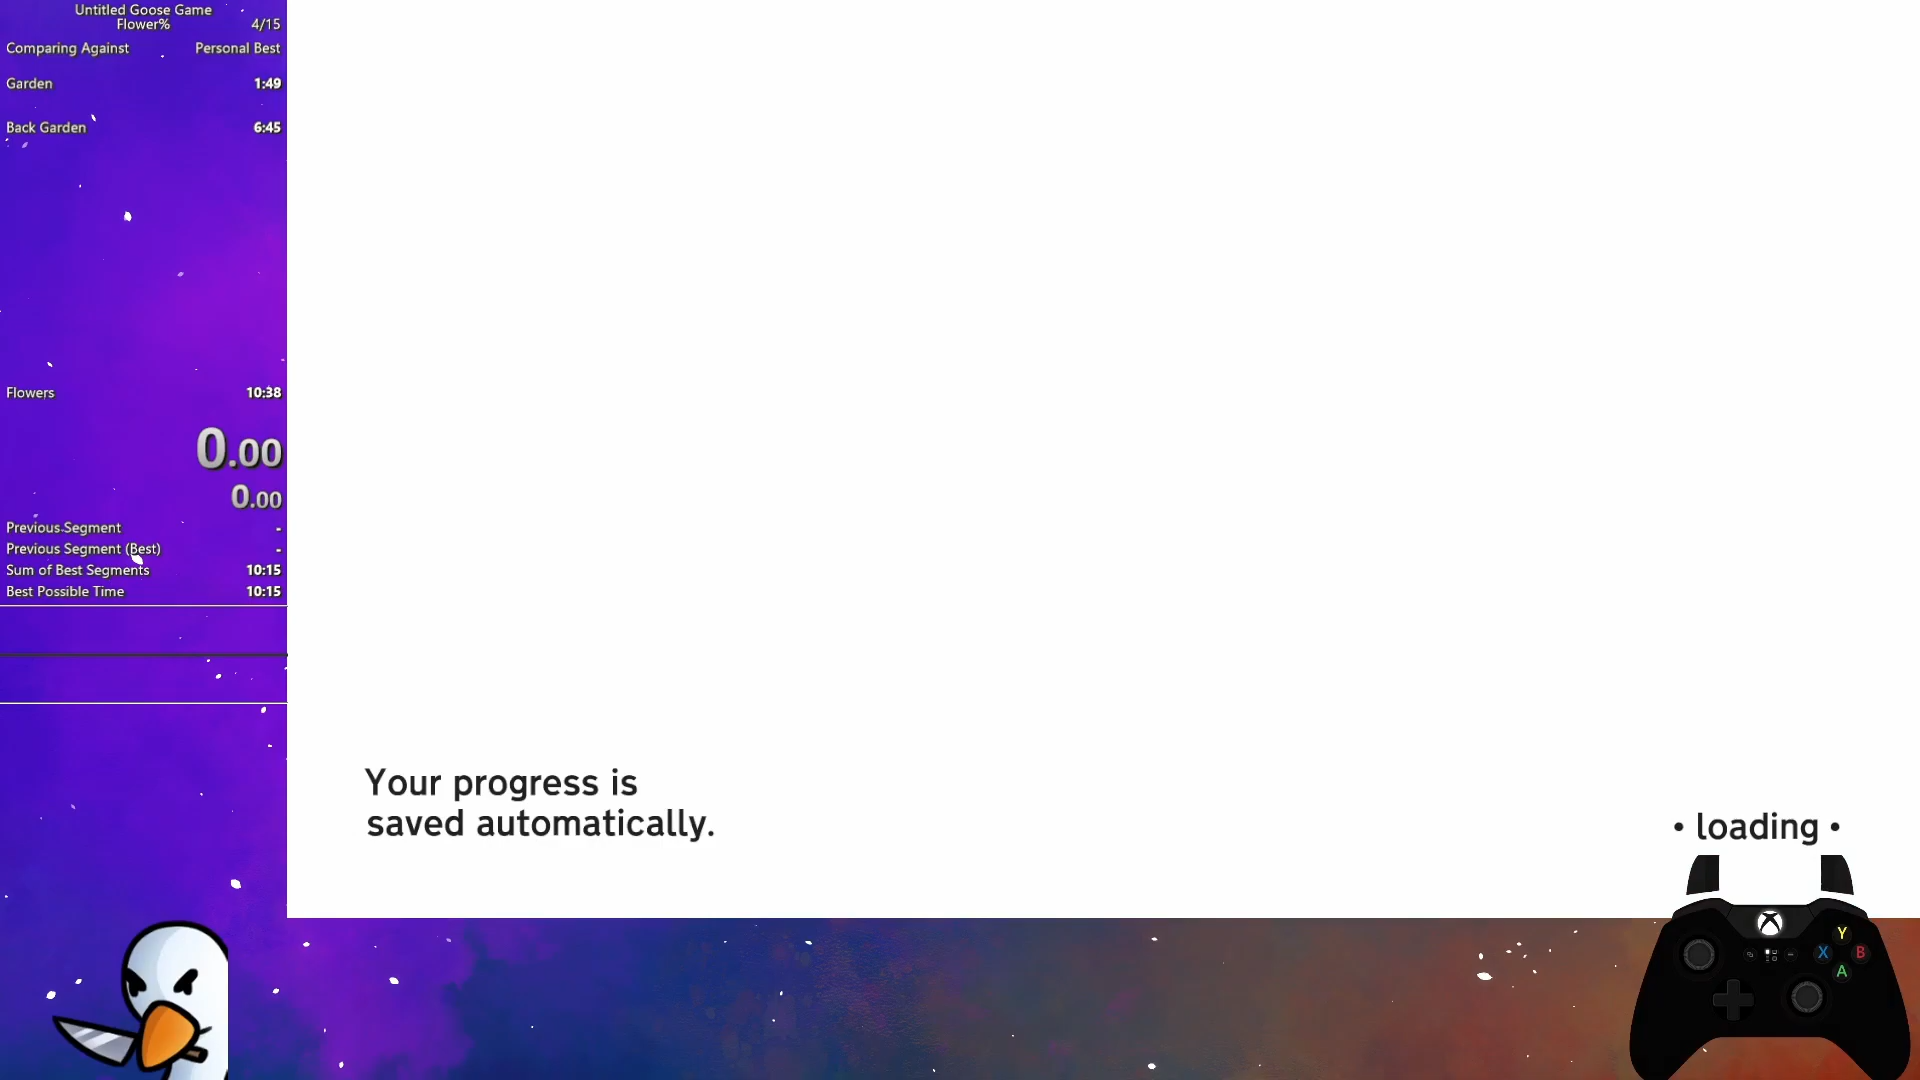 Untitled Goose Game
Flower% 4/15
Comparing Against Personal Best
Garden 1:49
Back Garden 6:45
Flowers 10:38
0.00
0.00
Previous Segment -
Previous Segment (Best) -
Sum of Best Segments 10:15
Best Possible Time 10:15
Your progress is
saved automatically.
• loading •
Y
X B
A